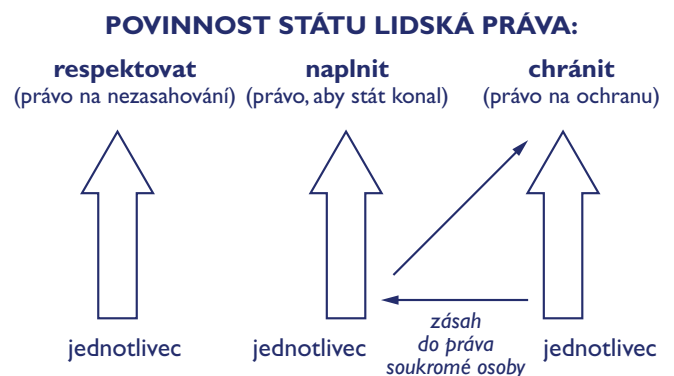 POVINNOST STÁTU LIDSKÁ PRÁVA:
respektovat
(právo na nezasahování)
naplnit
(právo, aby stát konal)
chránit
(právo na ochranu)
jednotlivec
jednotlivec
zásah
do práva
soukromé osoby
jednotlivec